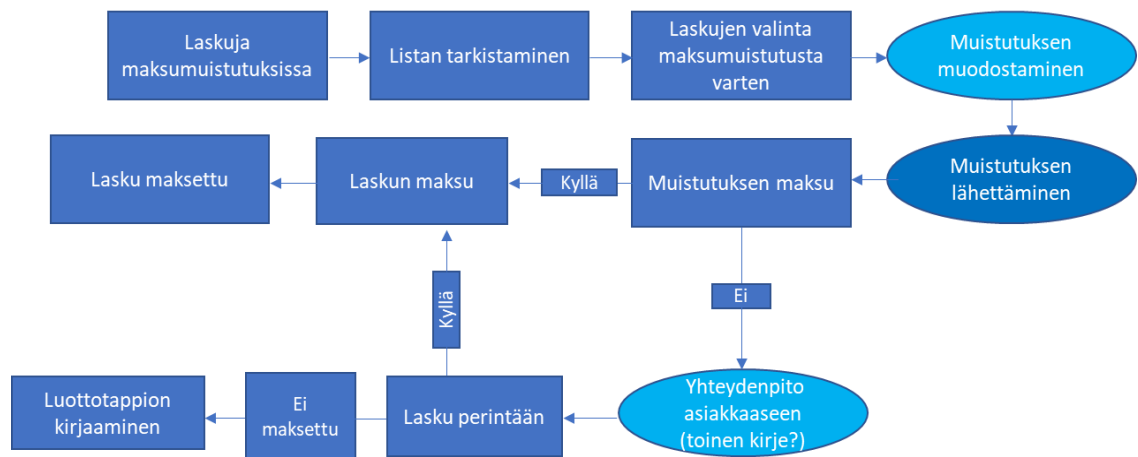 Laskuja
maksumuistutuksissa
Listan tarkistaminen
Laskujen valinta
maksumuistutusta
varten
Muistutuksen
muodostaminen
Lasku maksettu
Laskun maksu
Kyllä
Muistutuksen maksu
Muistutuksen
lähettäminen
Kyllä
Ei
Luottotappion
kirjaaminen
Ei
maksettu
Lasku perintään
Yhteydenpito
asiakkaaseen
(toinen kirje?)